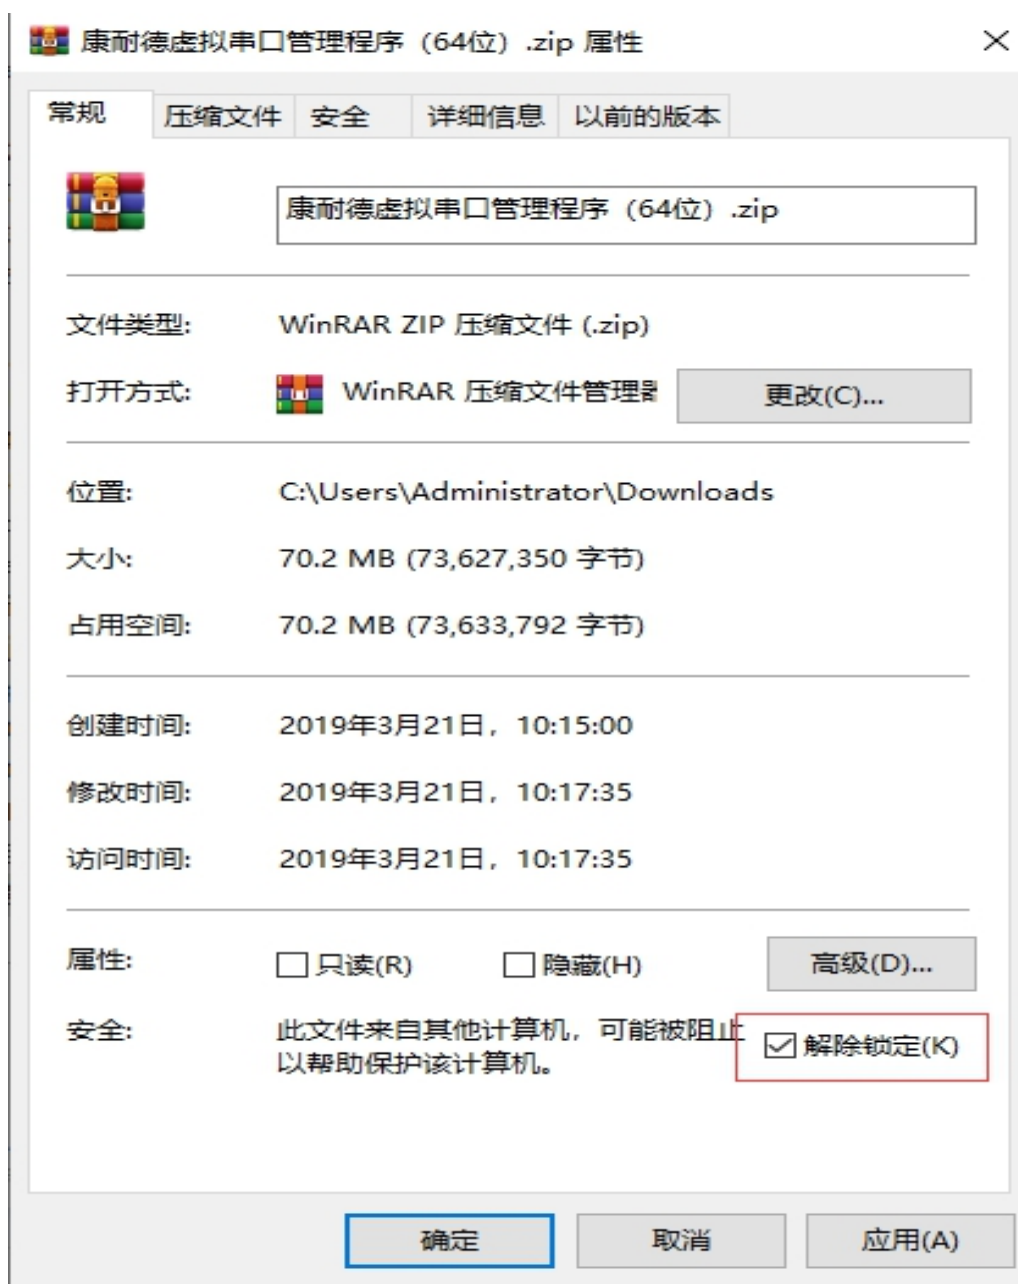 康耐德虚拟串口管理程序（64位）.zip 属性
常规 压缩文件 安全 详细信息 以前的版本
康耐德虚拟串口管理程序（64位）.zip
文件类型: WinRAR ZIP 压缩文件 (.zip)
打开方式: WinRAR 压缩文件管理器 更改(C)...
位置: C:\Users\Administrator\Downloads
大小: 70.2 MB (73,627,350 字节)
占用空间: 70.2 MB (73,633,792 字节)
创建时间: 2019年3月21日，10:15:00
修改时间: 2019年3月21日，10:17:35
访问时间: 2019年3月21日，10:17:35
属性: 只读(R) 隐藏(H) 高级(D)...
安全: 此文件来自其他计算机，可能被阻止 解除锁定(K)
以帮助保护该计算机。
确定 取消 应用(A)